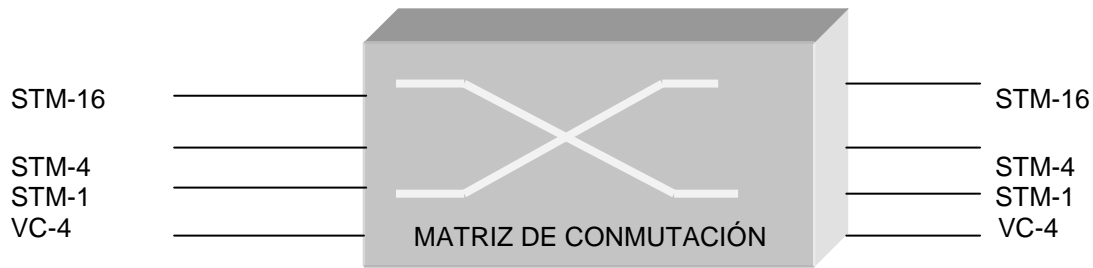 STM-16 STM-16
STM-4 STM-4
STM-1 STM-1
VC-4 VC-4
MATRIZ DE CONMUTACIÓN